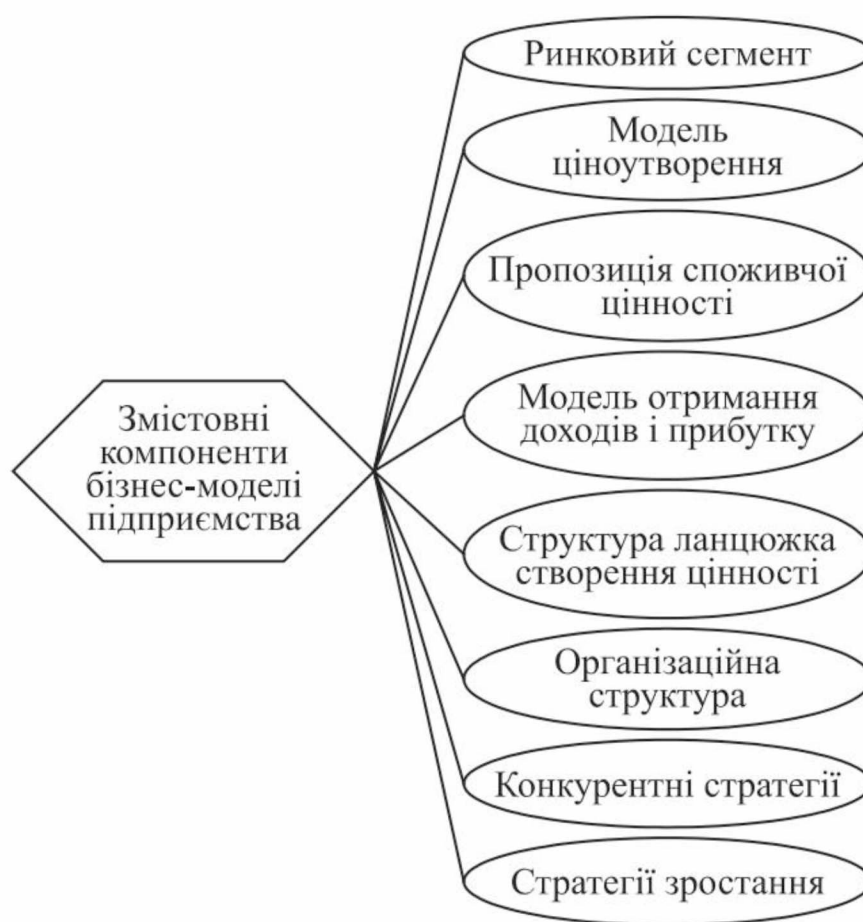 Змістовні
компоненти
бізнес-моделі
підприємства
Ринковий сегмент
Модель
ціноутворення
Пропозиція споживчої
цінності
Модель отримання
доходів і прибутку
Структура ланцюжка
створення цінності
Організаційна
структура
Конкурентні стратегії
Стратегії зростання